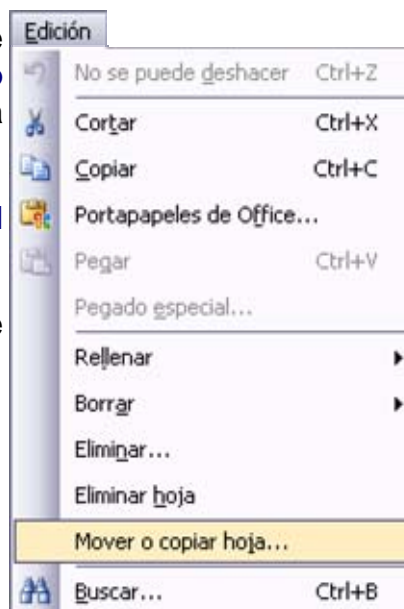 Edición
No se puede deshacer Ctrl+Z
Cortar Ctrl+X
Copiar Ctrl+C
Portapapeles de Office...
Pegar Ctrl+V
Pegado especial...
Rellenar
Borrar
Eliminar...
Eliminar hoja
Mover o copiar hoja...
Buscar... Ctrl+B